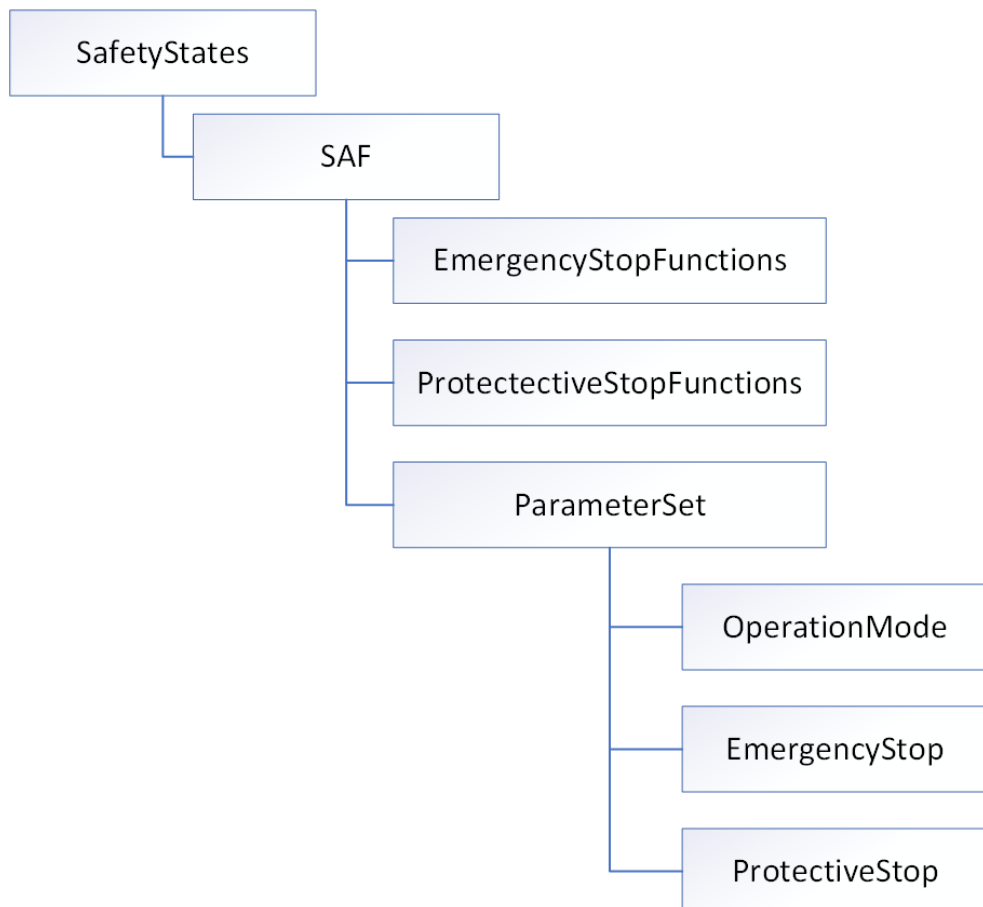 SafetyStates
SAF
EmergencyStopFunctions
ProtectectiveStopFunctions
ParameterSet
OperationMode
EmergencyStop
ProtectiveStop